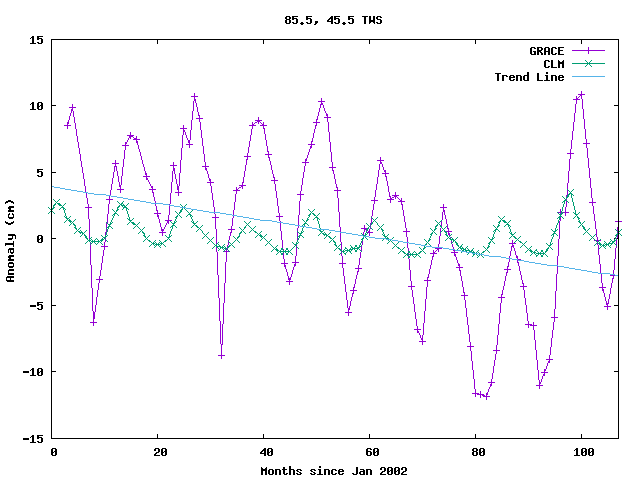 85.5, 45.5 TWS
GRACE
CLM
Trend Line
15
10
5
0
-5
-10
-15
Anomaly (cm)
0 20 40 60 80 100
Months since Jan 2002